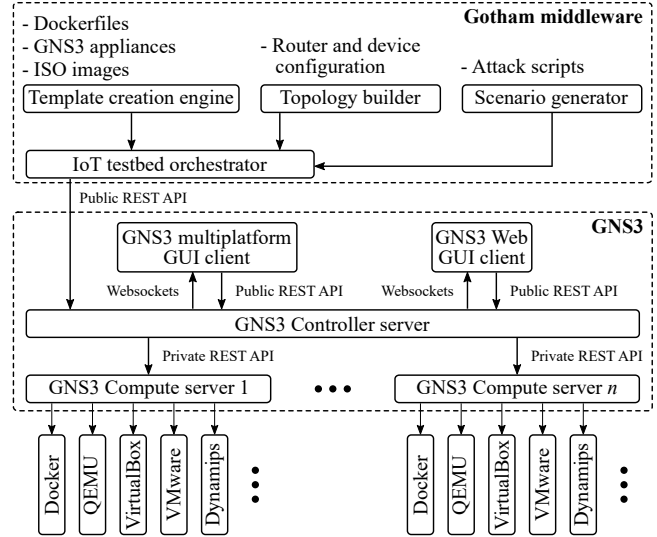 Gotham middleware
- Dockerfiles
- GNS3 appliances
- ISO images
- Router and device
configuration
- Attack scripts
Template creation engine
Topology builder
Scenario generator
IoT testbed orchestrator
Public REST API
GNS3
GNS3 multiplatform
GUI client
GNS3 Web
GUI client
Websockets
Public REST API
Websockets
Public REST API
GNS3 Controller server
Private REST API
Private REST API
GNS3 Compute server 1
GNS3 Compute server n
Docker
QEMU
VirtualBox
VMware
Dynamips
Docker
QEMU
VirtualBox
VMware
Dynamips